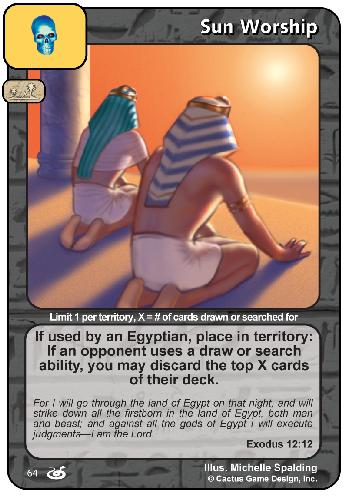 Sun Worship
Limit 1 per territory, X = # of cards drawn or searched for
If used by an Egyptian, place in territory:
If an opponent uses a draw or search
ability, you may discard the top X cards
of their deck.
For I will go through the land of Egypt on that night, and will
strike down all the firstborn in the land of Egypt, both man
and beast; and against all the gods of Egypt I will execute
judgments—I am the Lord.
Exodus 12:12
Illus. Michelle Spalding
64
© Cactus Game Design, Inc.